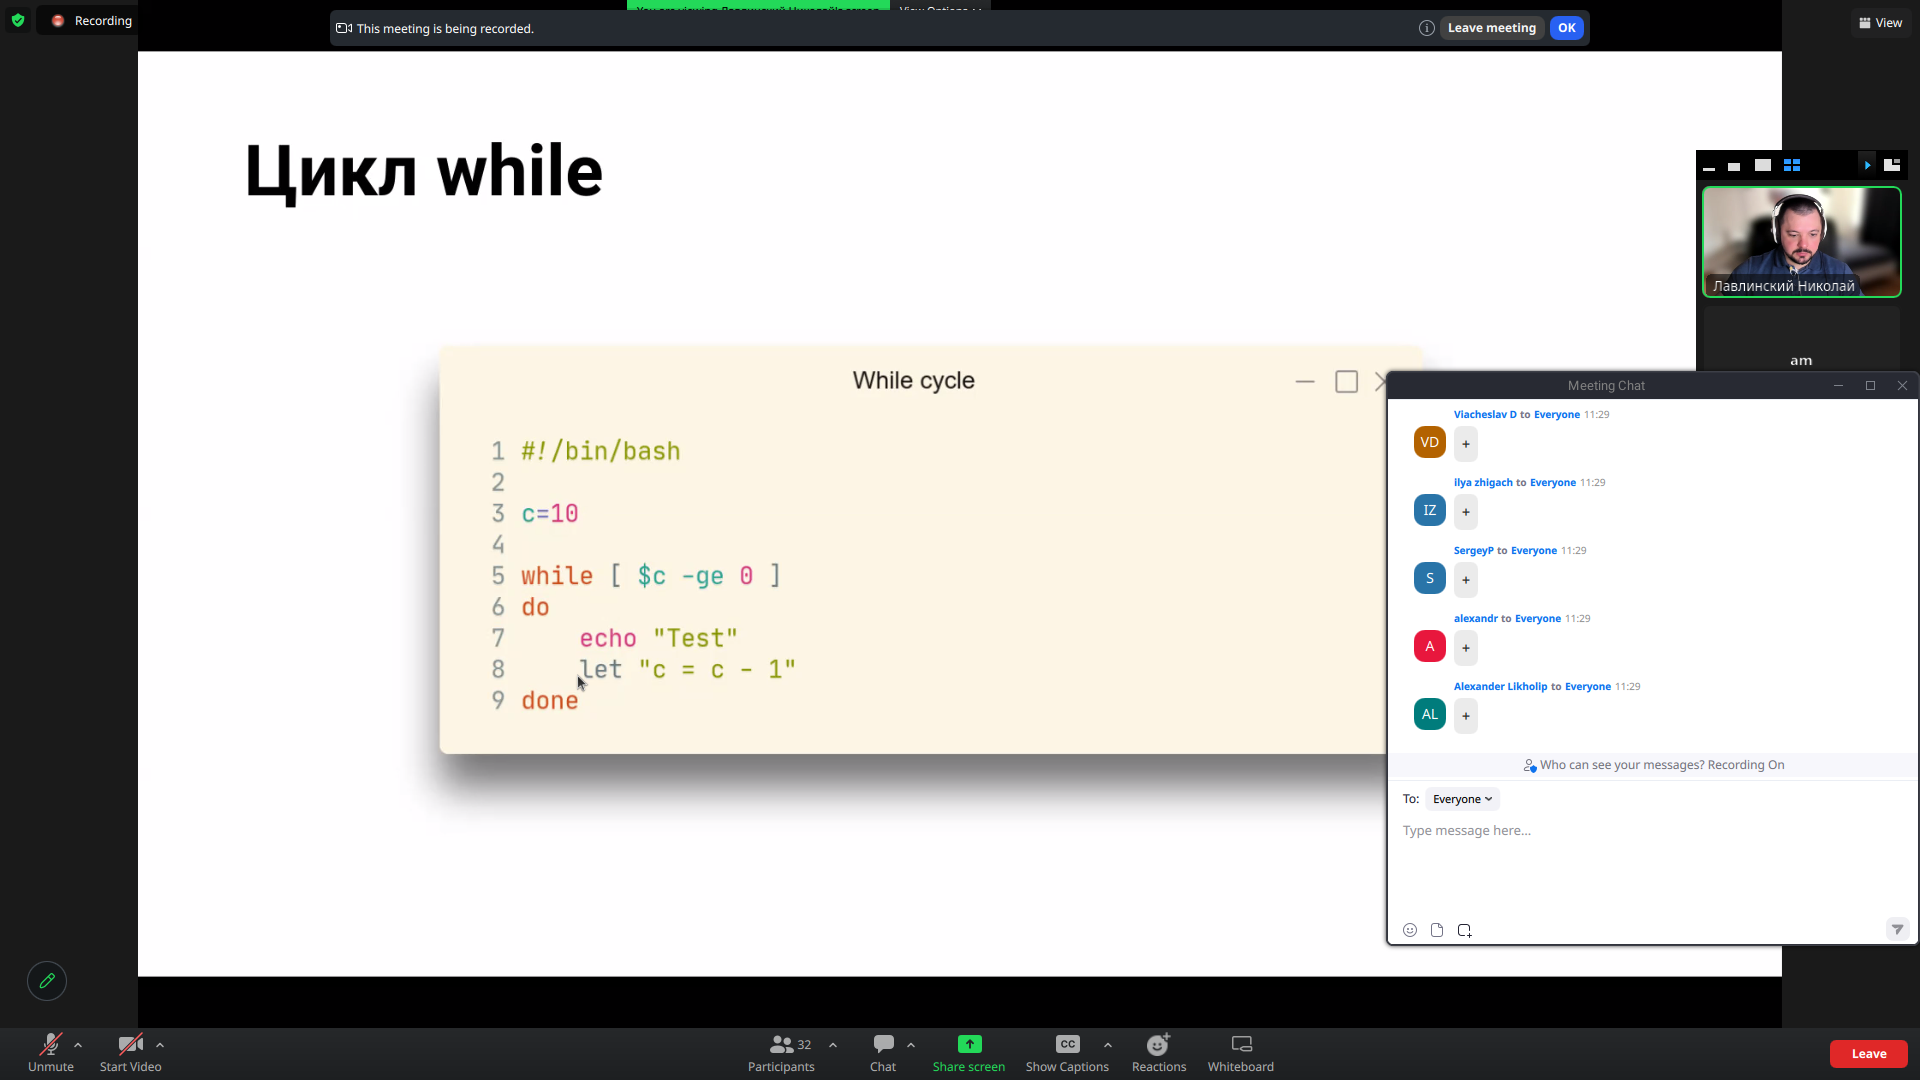 Recording
This meeting is being recorded.
Leave meeting
OK
View
Цикл while
Лавлинский Николай
am
While cycle
1 #!/bin/bash
2
3 c=10
4
5 while [ $c -ge 0 ]
6 do
7 echo "Test"
8 let "c = c - 1"
9 done
Meeting Chat
Viacheslav D to Everyone 11:29
VD
+
ilya zhigach to Everyone 11:29
IZ
+
SergeyP to Everyone 11:29
S
+
alexandr to Everyone 11:29
A
+
Alexander Likholip to Everyone 11:29
AL
+
Who can see your messages? Recording On
To: Everyone
Type message here...
Unmute
Start Video
32
Participants
Chat
Share screen
CC
Show Captions
Reactions
Whiteboard
Leave